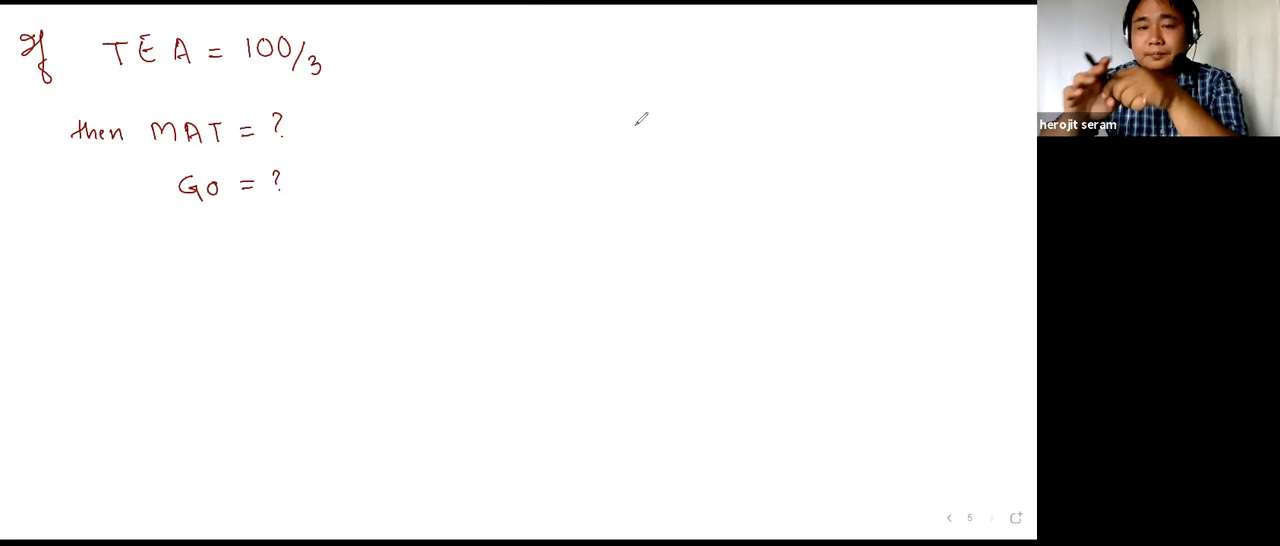 If TEA = 100/3
then MAT = ?
GO = ?
herojit seram
5